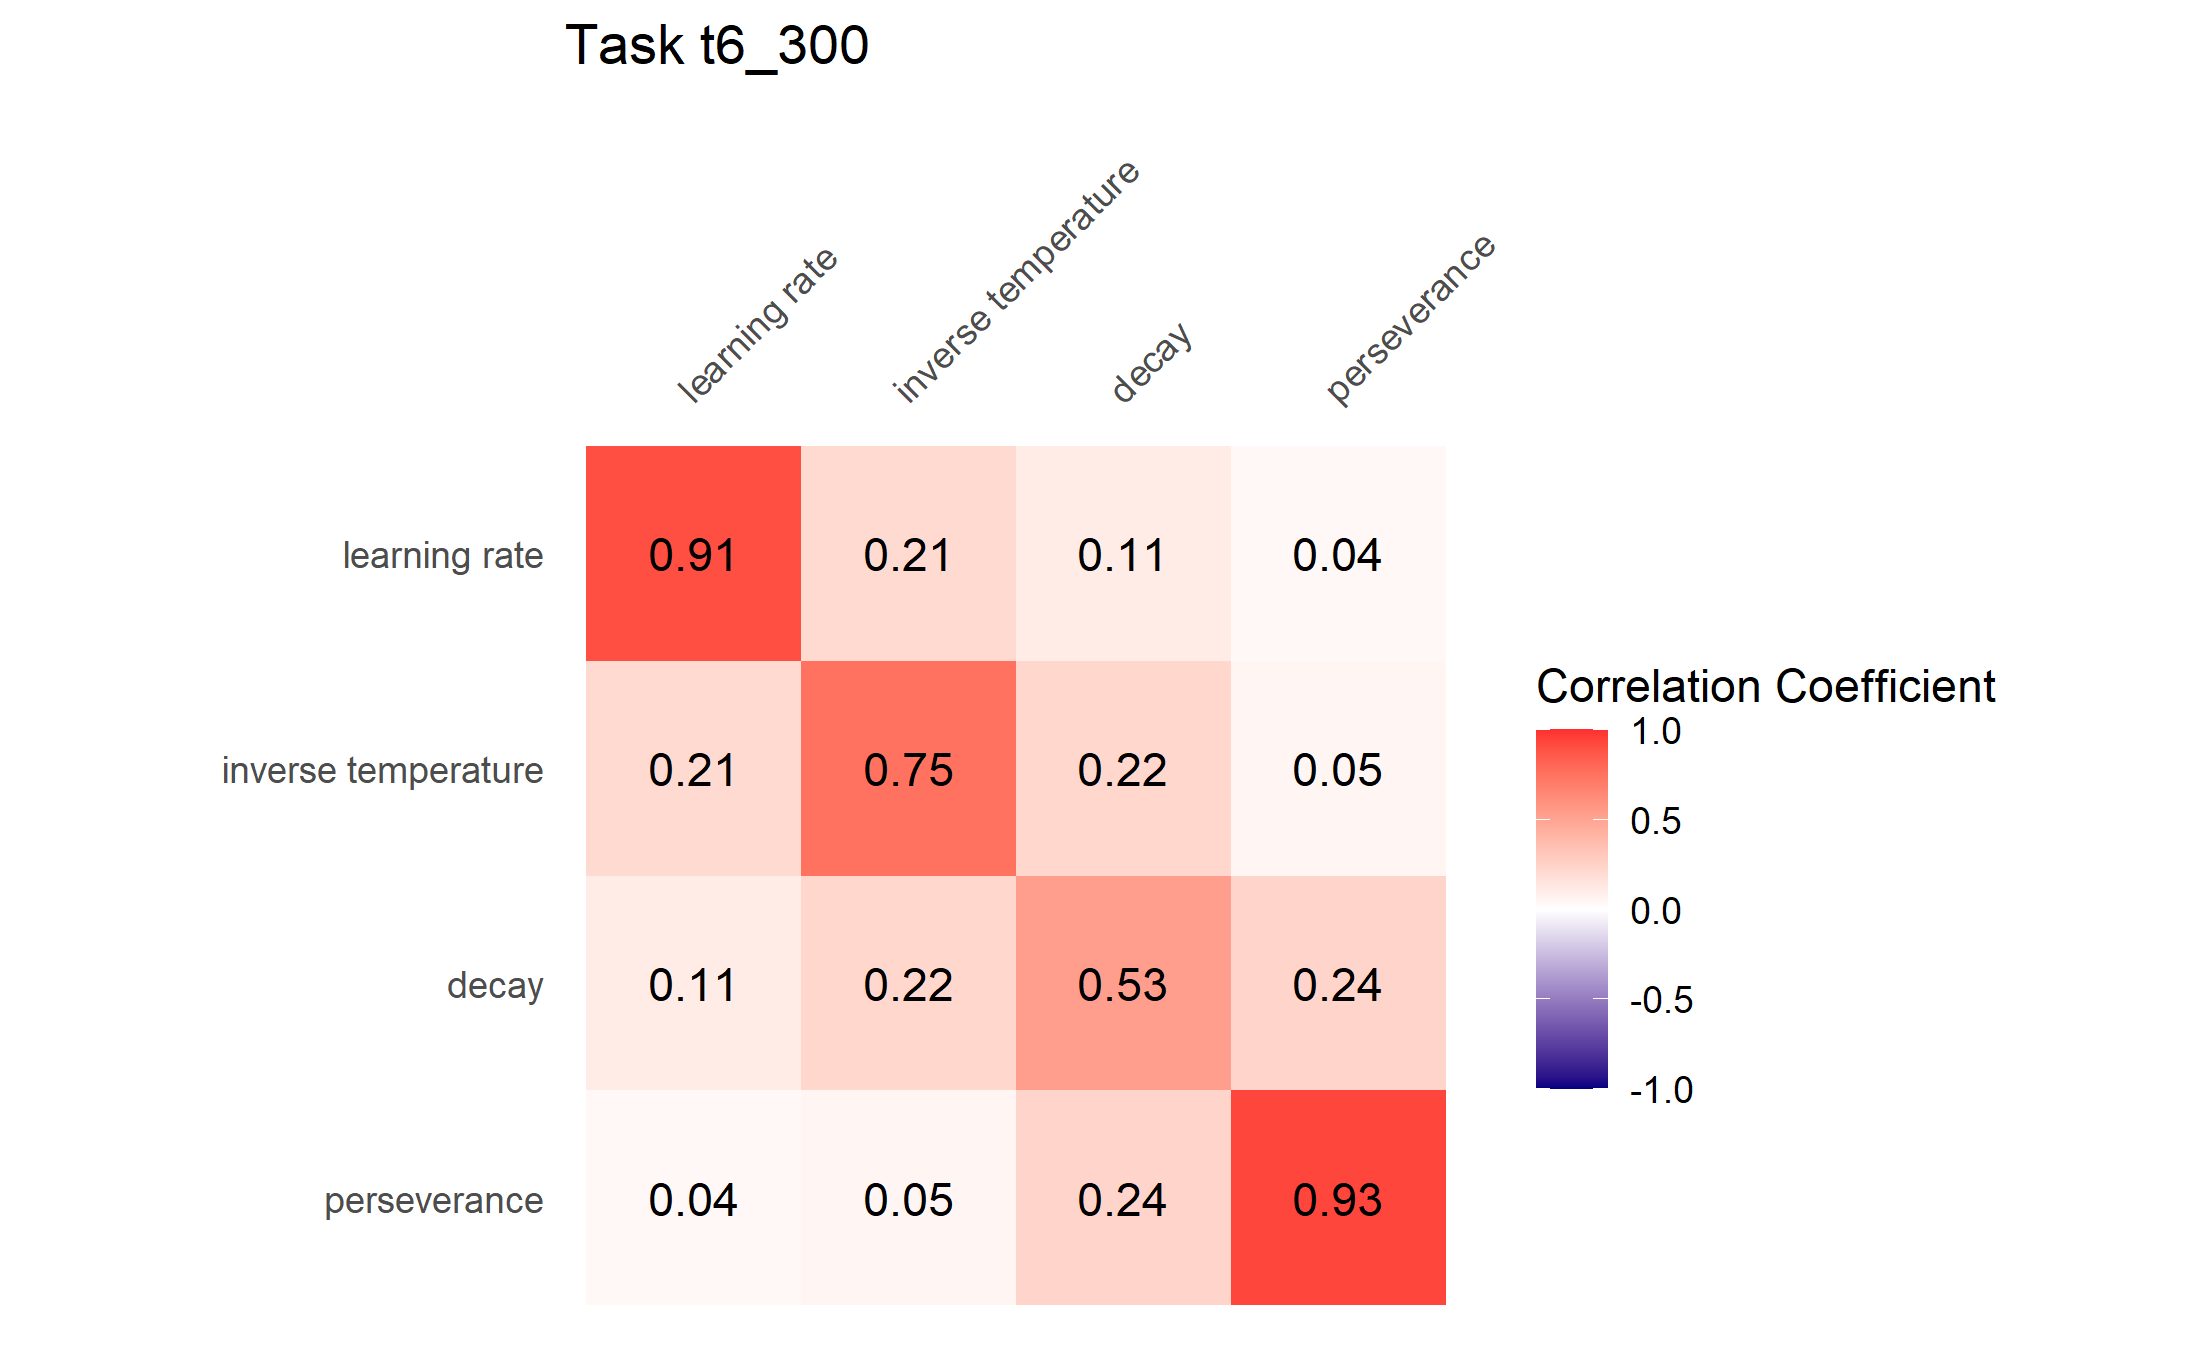 Task t6_300
learning rate
inverse temperature
decay
perseverance
learning rate 0.91 0.21 0.11 0.04
inverse temperature 0.21 0.75 0.22 0.05
decay 0.11 0.22 0.53 0.24
perseverance 0.04 0.05 0.24 0.93
Correlation Coefficient
1.0
0.5
0.0
-0.5
-1.0